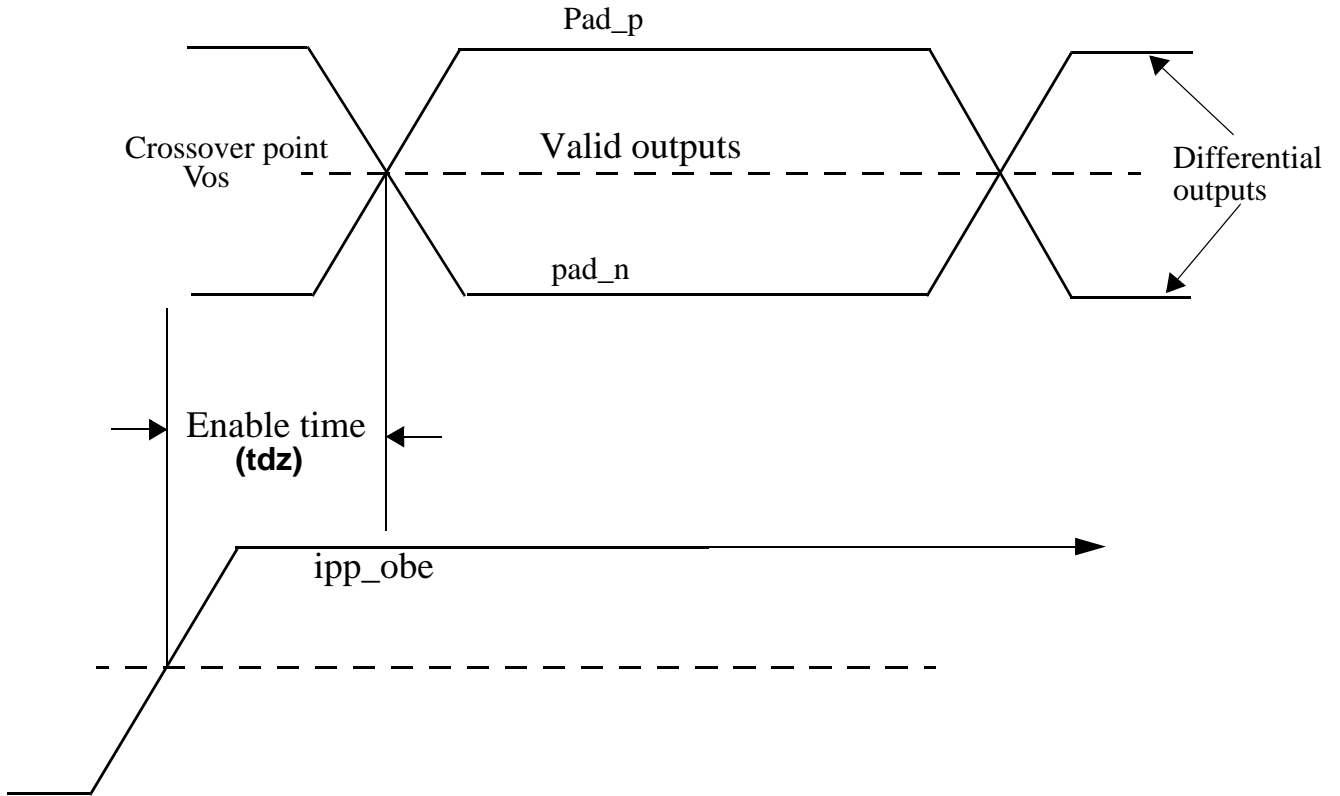 Pad_p
Crossover point
Vos
Valid outputs
Differential
outputs
pad_n
Enable time
(tdz)
ipp_obe